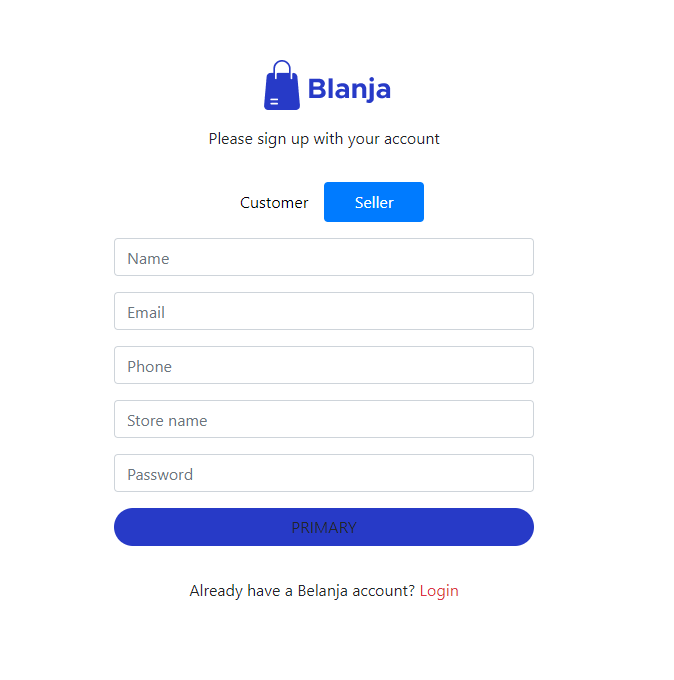 Blanja
Please sign up with your account
Customer Seller
Name
Email
Phone
Store name
Password
PRIMARY
Already have a Belanja account? Login